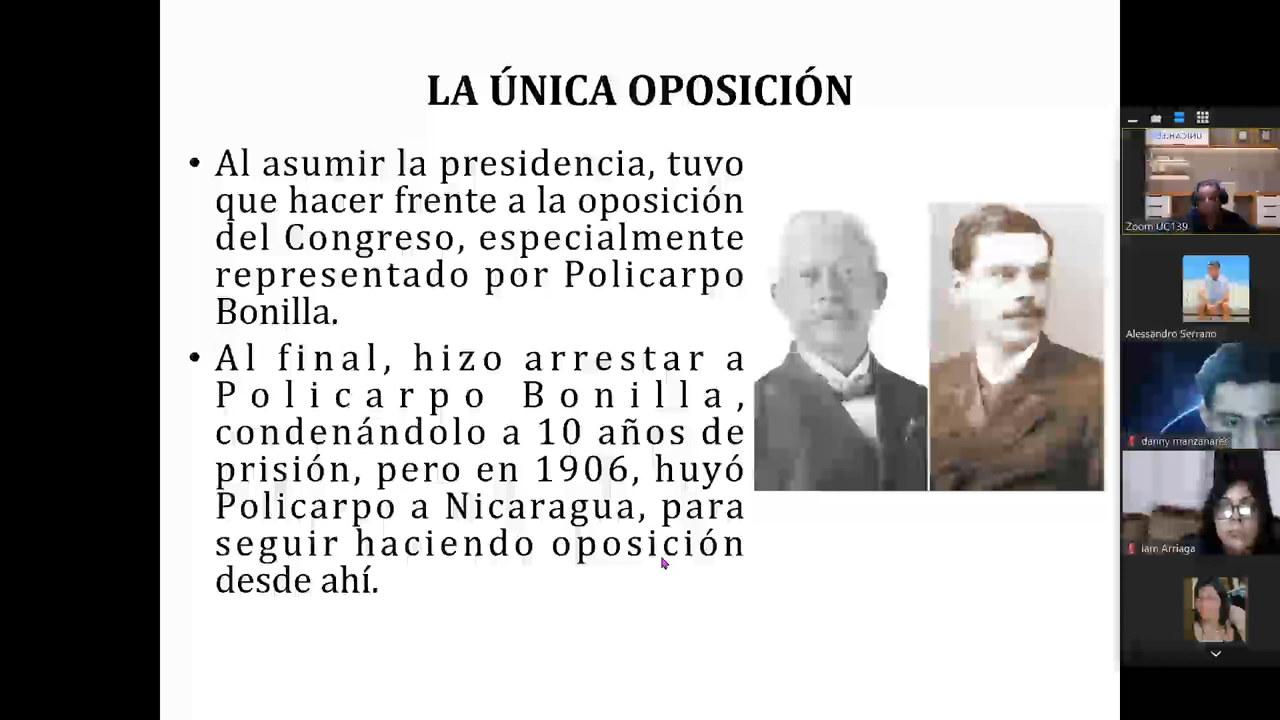 LA ÚNICA OPOSICIÓN
• Al asumir la presidencia, tuvo
que hacer frente a la oposición
del Congreso, especialmente
representado por Policarpo
Bonilla.
• Al final, hizo arrestar a
Policarpo Bonilla,
condenándolo a 10 años de
prisión, pero en 1906, huyó
Policarpo a Nicaragua, para
seguir haciendo oposición
desde ahí.
Zoom UC139
Alessandro Serrano
danny manzanares
iam Arriaga